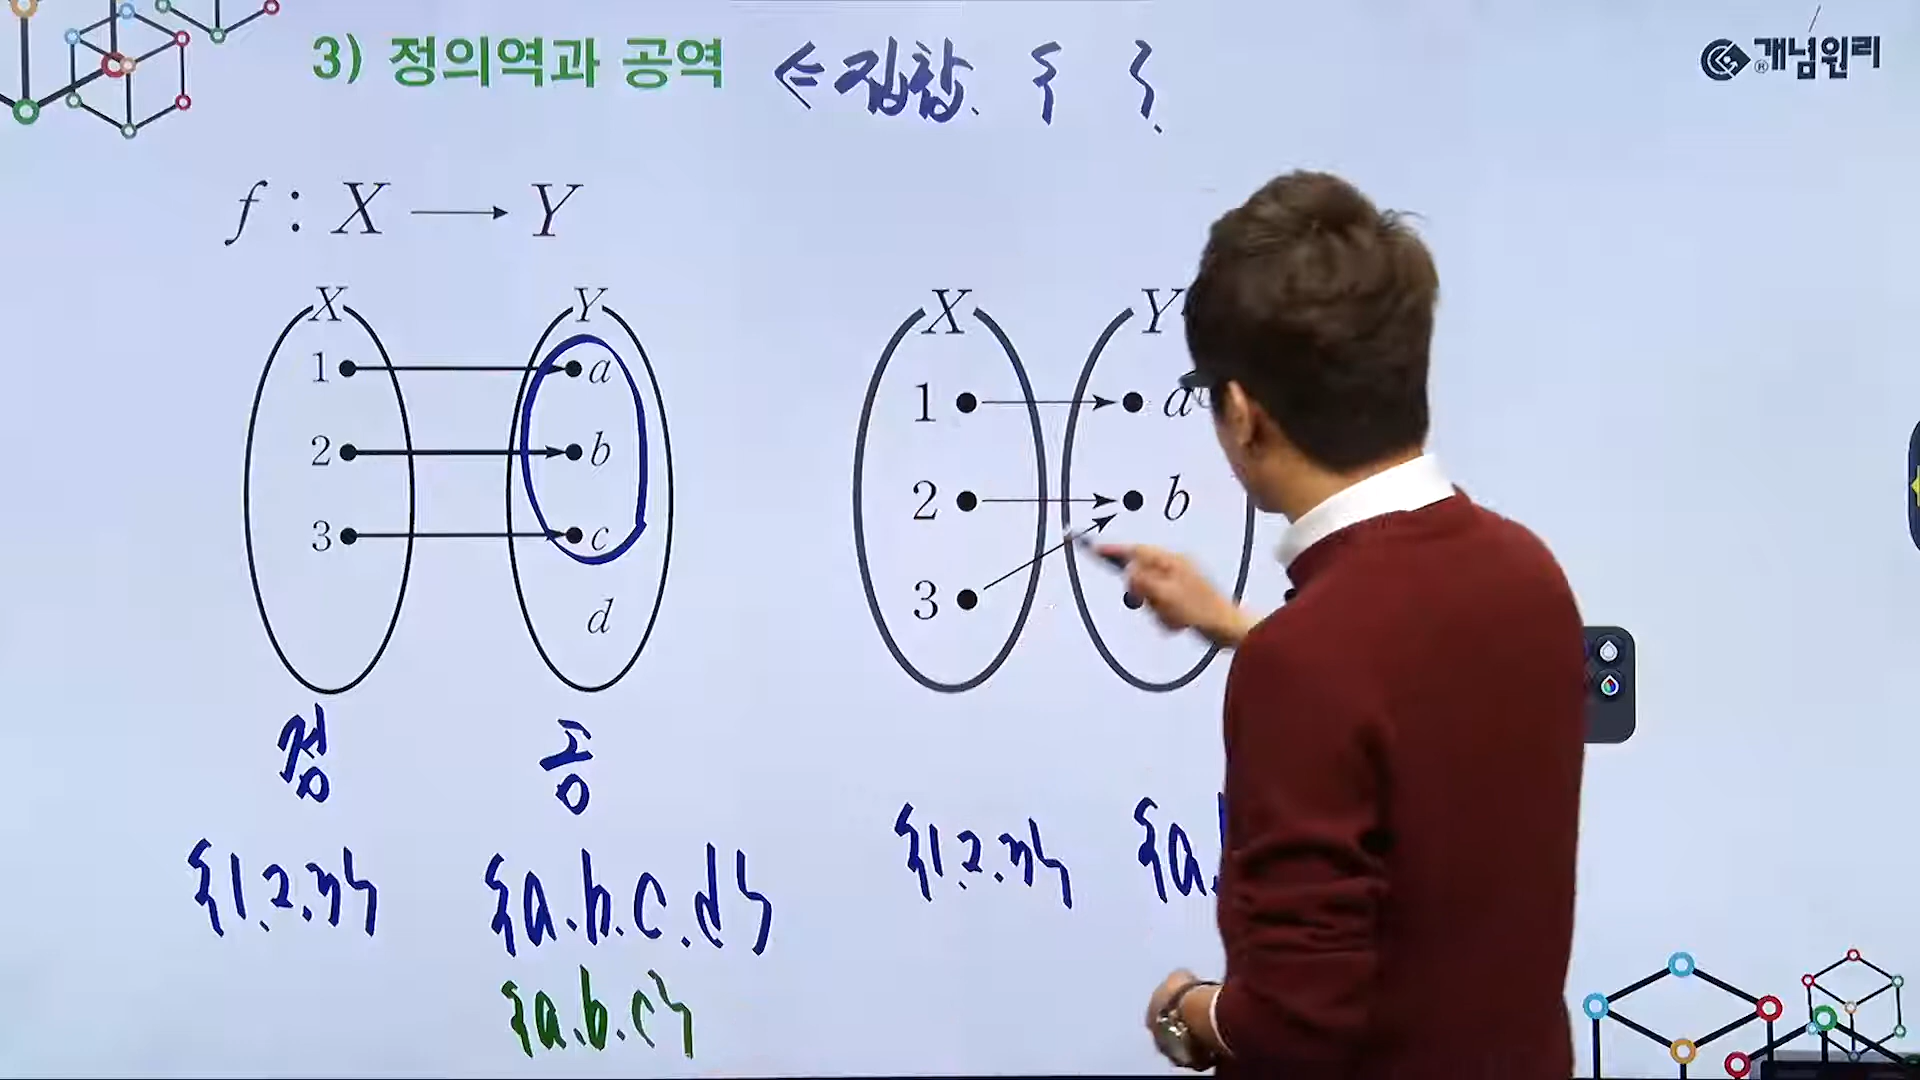 3) 정의역과 공역 ⇐ 집합. { }.
개념원리
®
f : X → Y
X Y
1 a
2 b
3 c
d
X Y
1 a
2 b
3
정 공
{1.2.3}
{a.b.c.d}
{a.b.c}
{1.2.3}
{a.